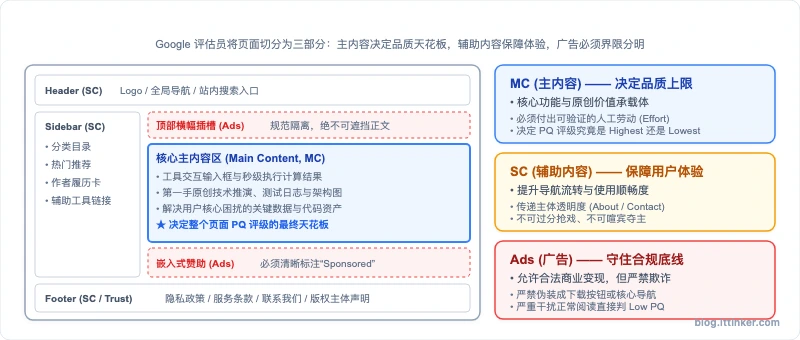 Google 评估员将页面切分为三部分：主内容决定品质天花板，辅助内容保障体验，广告必须界限分明
Header (SC) Logo / 全局导航 / 站内搜索入口
Sidebar (SC)
• 分类目录
• 热门推荐
• 作者履历卡
• 辅助工具链接
顶部横幅插槽 (Ads) 规范隔离，绝不可遮挡正文
核心主内容区 (Main Content, MC)
• 工具交互输入框与秒级执行计算结果
• 第一手原创技术推演、测试日志与架构图
• 解决用户核心困扰的关键数据与代码资产
★ 决定整个页面 PQ 评级的最终天花板
嵌入式赞助 (Ads) 必须清晰标注“Sponsored”
Footer (SC / Trust) 隐私政策 / 服务条款 / 联系我们 / 版权主体声明
MC (主内容) —— 决定品质上限
• 核心功能与原创价值承载体
• 必须付出可验证的人工劳动 (Effort)
• 决定 PQ 评级究竟是 Highest 还是 Lowest
SC (辅助内容) —— 保障用户体验
• 提升导航流转与使用顺畅度
• 传递主体透明度 (About / Contact)
• 不可过分抢戏、不可喧宾夺主
Ads (广告) —— 守住合规底线
• 允许合法商业变现，但严禁欺诈
• 严禁伪装成下载按钮或核心导航
• 严重干扰正常阅读直接判 Low PQ
blog.ittinker.com